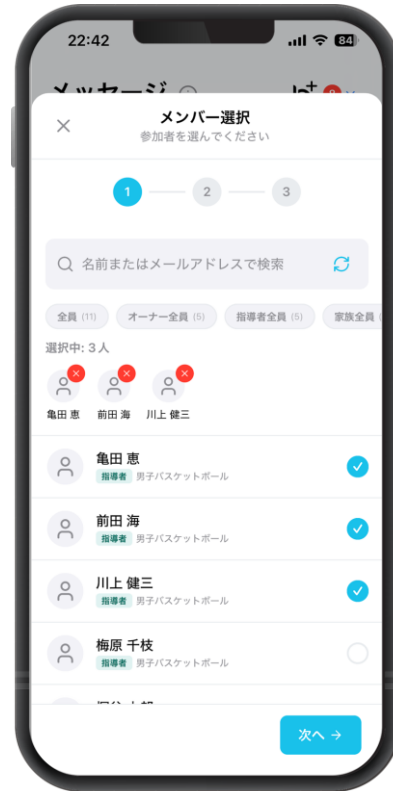 22:42
84
メッセージ
メンバー選択
参加者を選んでください
1 2 3
名前またはメールアドレスで検索
全員 (11) オーナー全員 (5) 指導者全員 (5) 家族全員
選択中: 3人
亀田 恵 前田 海 川上 健三
亀田 恵
指導者 男子バスケットボール
前田 海
指導者 男子バスケットボール
川上 健三
指導者 男子バスケットボール
梅原 千枝
指導者 男子バスケットボール
次へ →